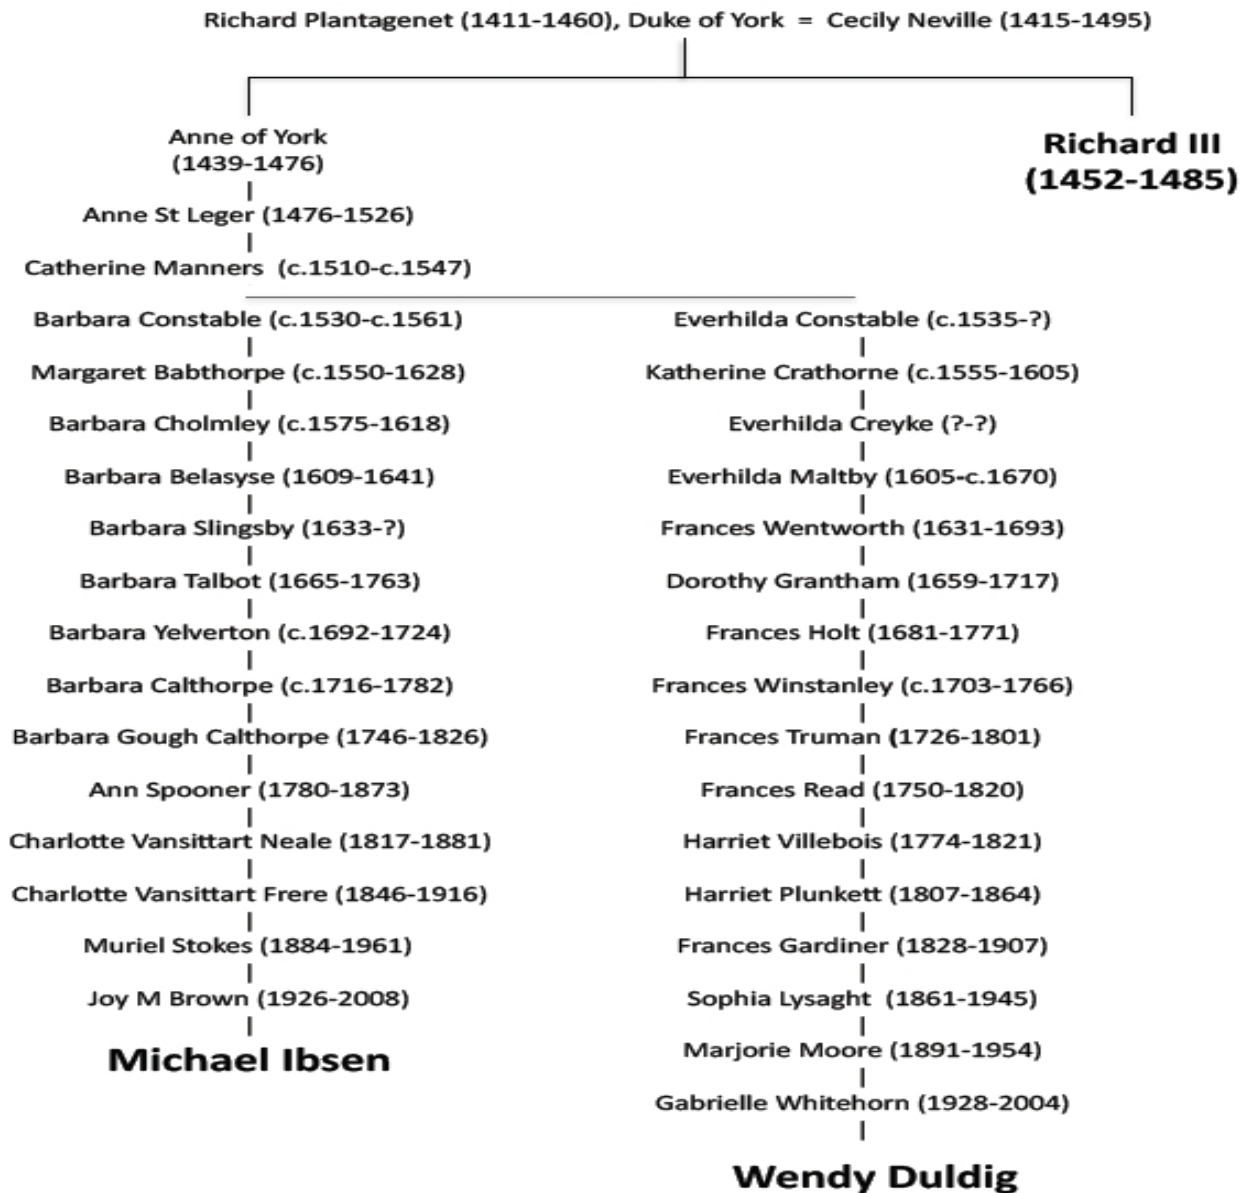 Richard Plantagenet (1411-1460), Duke of York = Cecily Neville (1415-1495)
Anne of York
(1439-1476)
Richard III
(1452-1485)
Anne St Leger (1476-1526)
Catherine Manners (c.1510-c.1547)
Barbara Constable (c.1530-c.1561)
Margaret Babthorpe (c.1550-1628)
Barbara Cholmley (c.1575-1618)
Barbara Belasyse (1609-1641)
Barbara Slingsby (1633-?)
Barbara Talbot (1665-1763)
Barbara Yelverton (c.1692-1724)
Barbara Calthorpe (c.1716-1782)
Barbara Gough Calthorpe (1746-1826)
Ann Spooner (1780-1873)
Charlotte Vansittart Neale (1817-1881)
Charlotte Vansittart Frere (1846-1916)
Muriel Stokes (1884-1961)
Joy M Brown (1926-2008)
Michael Ibsen
Everhilda Constable (c.1535-?)
Katherine Crathorne (c.1555-1605)
Everhilda Creyke (?-?)
Everhilda Maltby (1605-c.1670)
Frances Wentworth (1631-1693)
Dorothy Grantham (1659-1717)
Frances Holt (1681-1771)
Frances Winstanley (c.1703-1766)
Frances Truman (1726-1801)
Frances Read (1750-1820)
Harriet Villebois (1774-1821)
Harriet Plunkett (1807-1864)
Frances Gardiner (1828-1907)
Sophia Lysaght (1861-1945)
Marjorie Moore (1891-1954)
Gabrielle Whitehorn (1928-2004)
Wendy Duldig